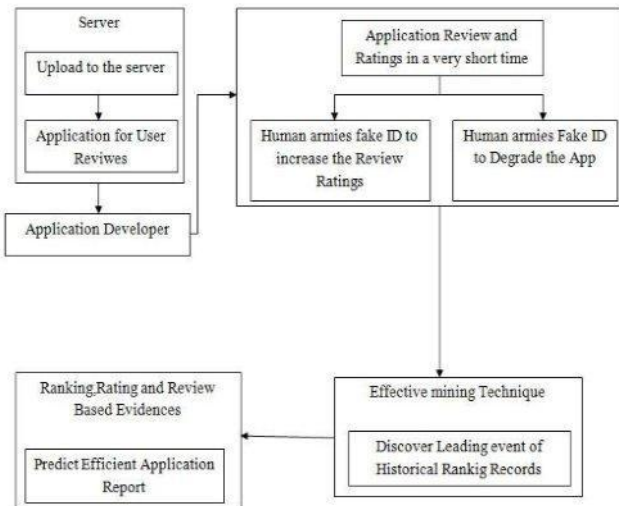 Server
Upload to the server
Application for User
Reviwes
Application Developer
Application Review and
Ratings in a very short time
Human armies fake ID to
increase the Review
Ratings
Human armies Fake ID
to Degrade the App
Effective mining Technique
Discover Leading event of
Historical Rankig Records
Ranking,Rating and Review
Based Evidences
Predict Efficient Application
Report